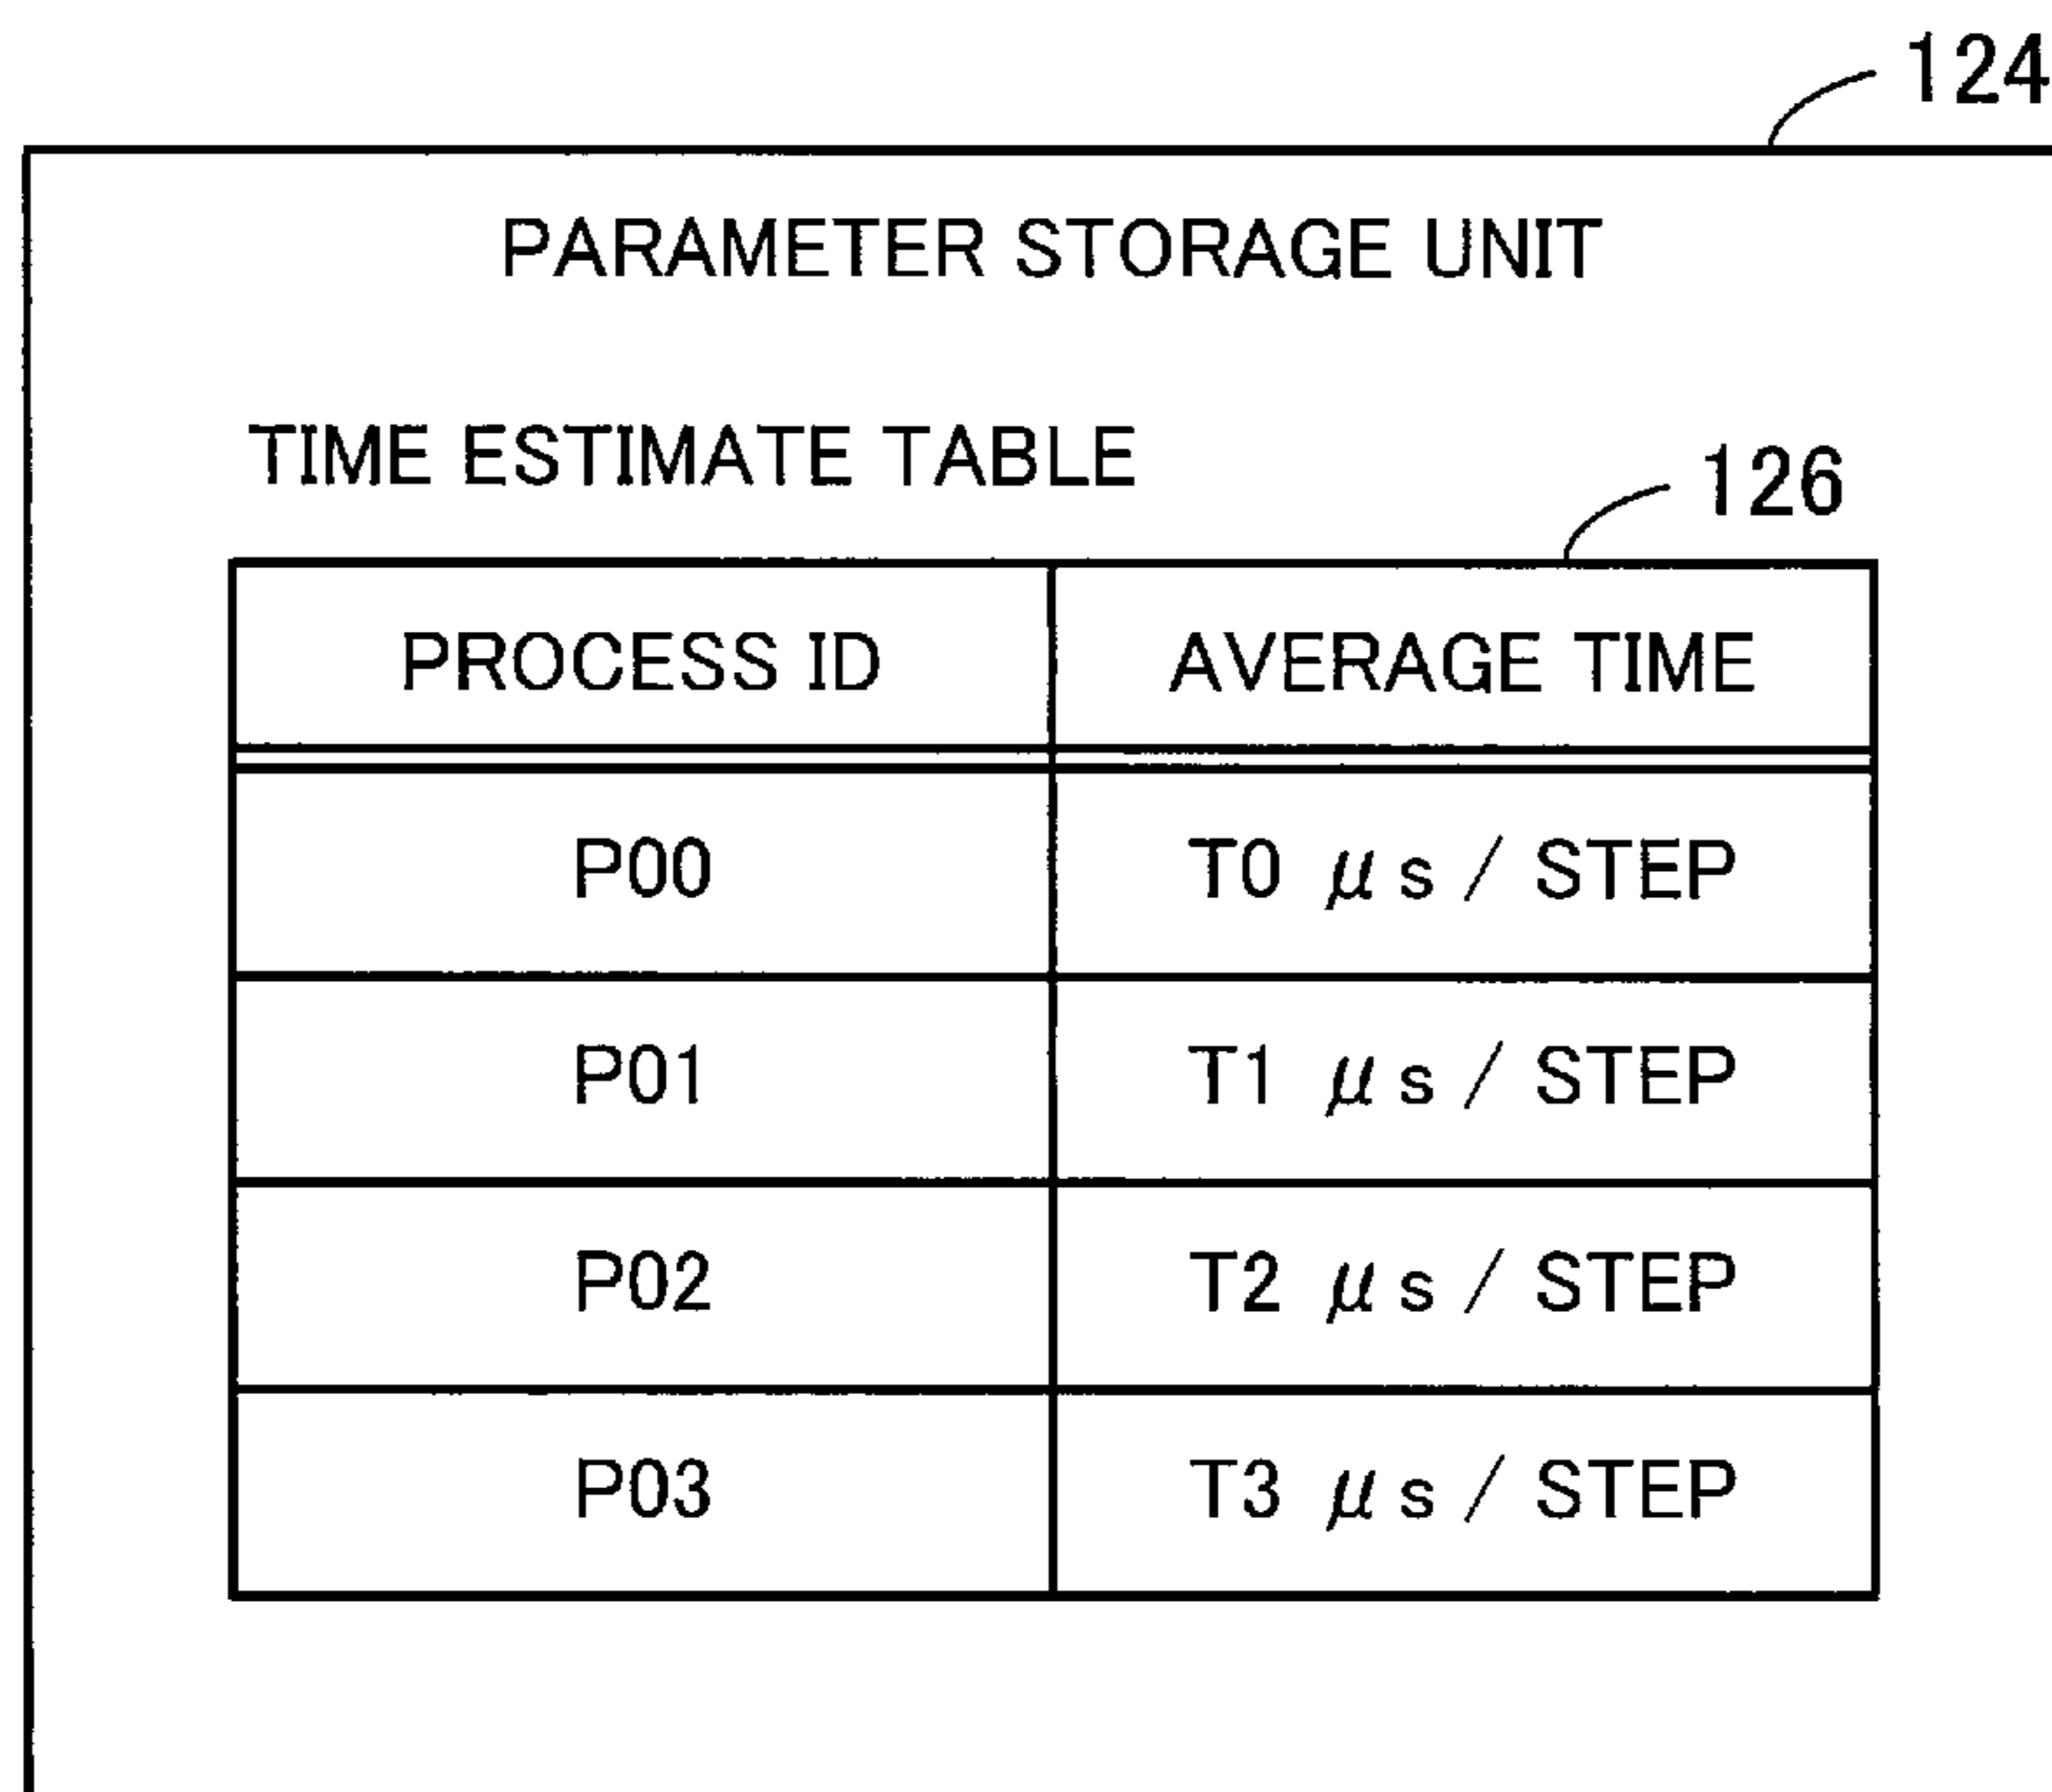 124
PARAMETER STORAGE UNIT
TIME ESTIMATE TABLE
126
PROCESS ID AVERAGE TIME
P00 T0 μs / STEP
P01 T1 μs / STEP
P02 T2 μs / STEP
P03 T3 μs / STEP